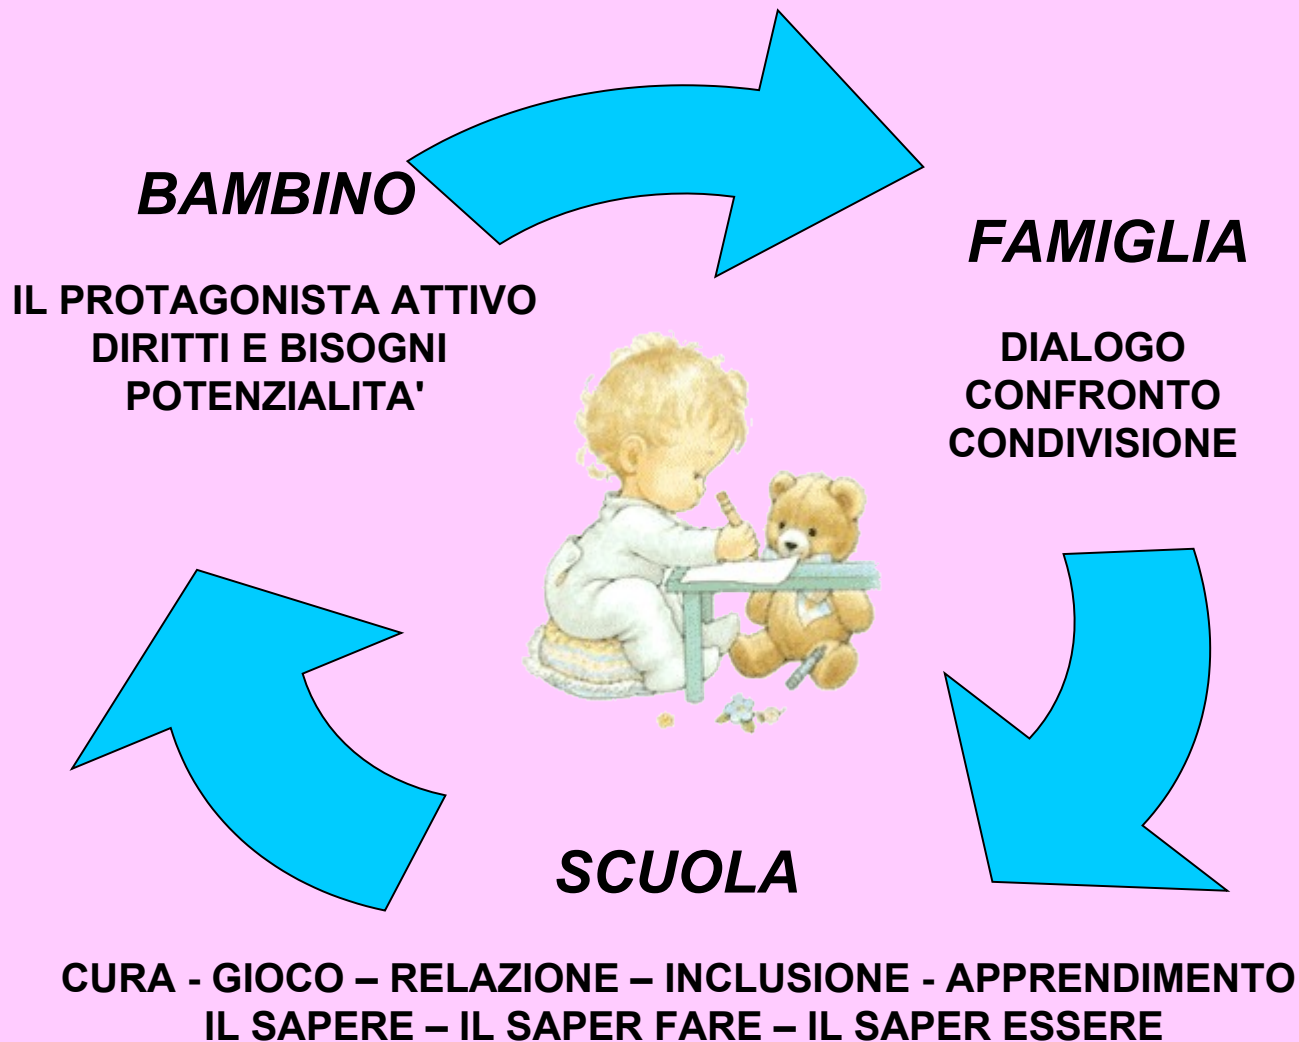 BAMBINO
IL PROTAGONISTA ATTIVO
DIRITTI E BISOGNI
POTENZIALITA'
FAMIGLIA
DIALOGO
CONFRONTO
CONDIVISIONE
SCUOLA
CURA - GIOCO – RELAZIONE – INCLUSIONE - APPRENDIMENTO
IL SAPERE – IL SAPER FARE – IL SAPER ESSERE